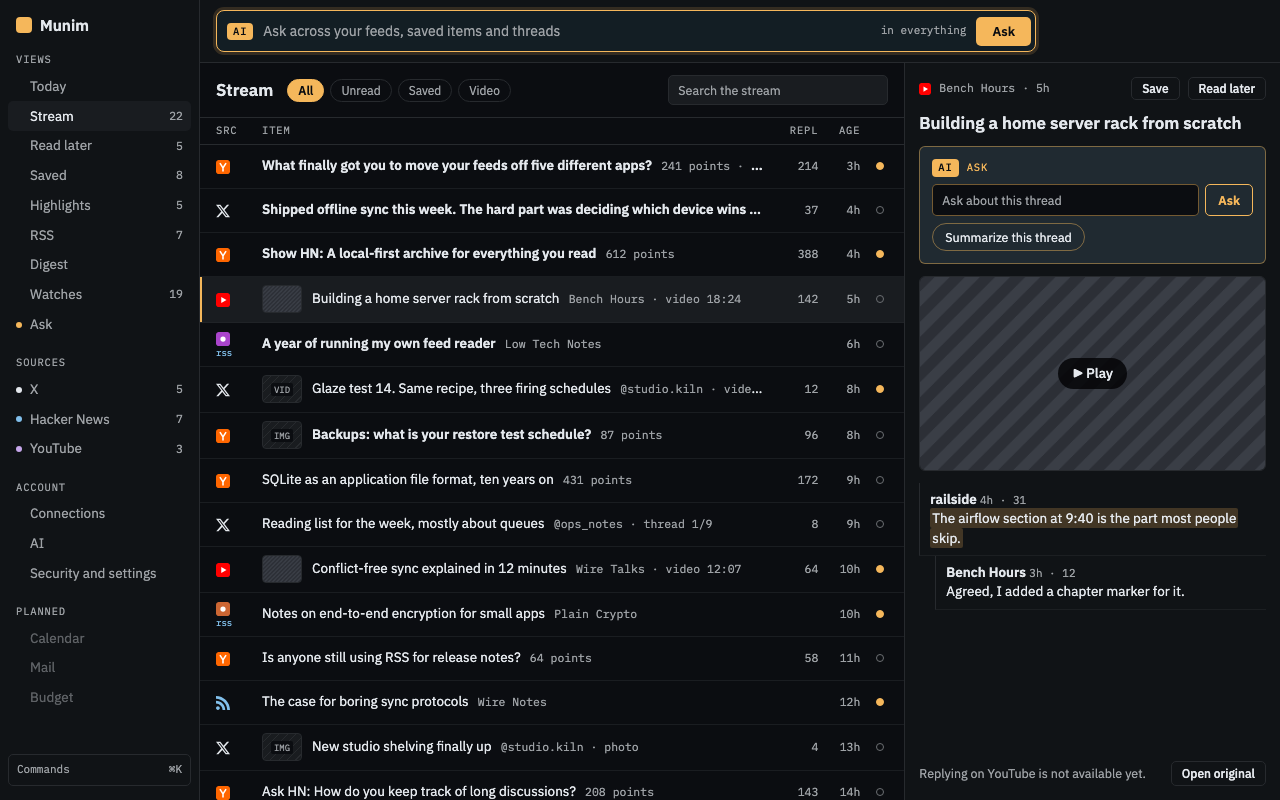 Munim
VIEWS
Today
Stream 22
Read later 5
Saved 8
Highlights 5
RSS 7
Digest
Watches 19
Ask
SOURCES
X 5
Hacker News 7
YouTube 3
ACCOUNT
Connections
AI
Security and settings
PLANNED
Calendar
Mail
Budget
Commands ⌘K
AI Ask across your feeds, saved items and threads in everything Ask
Stream All Unread Saved Video Search the stream
SRC ITEM REPL AGE
Y What finally got you to move your feeds off five different apps? 241 points · … 214 3h
X Shipped offline sync this week. The hard part was deciding which device wins … 37 4h
Y Show HN: A local-first archive for everything you read 612 points 388 4h
Building a home server rack from scratch Bench Hours · video 18:24 142 5h
rss A year of running my own feed reader Low Tech Notes 6h
X VID Glaze test 14. Same recipe, three firing schedules @studio.kiln · vide… 12 8h
Y IMG Backups: what is your restore test schedule? 87 points 96 8h
Y SQLite as an application file format, ten years on 431 points 172 9h
X Reading list for the week, mostly about queues @ops_notes · thread 1/9 8 9h
Conflict-free sync explained in 12 minutes Wire Talks · video 12:07 64 10h
rss Notes on end-to-end encryption for small apps Plain Crypto 10h
Y Is anyone still using RSS for release notes? 64 points 58 11h
The case for boring sync protocols Wire Notes 12h
X IMG New studio shelving finally up @studio.kiln · photo 4 13h
Y Ask HN: How do you keep track of long discussions? 208 points 143 14h
Bench Hours · 5h Save Read later
Building a home server rack from scratch
AI ASK
Ask about this thread Ask
Summarize this thread
Play
railside 4h · 31
The airflow section at 9:40 is the part most people
skip.
Bench Hours 3h · 12
Agreed, I added a chapter marker for it.
Replying on YouTube is not available yet. Open original